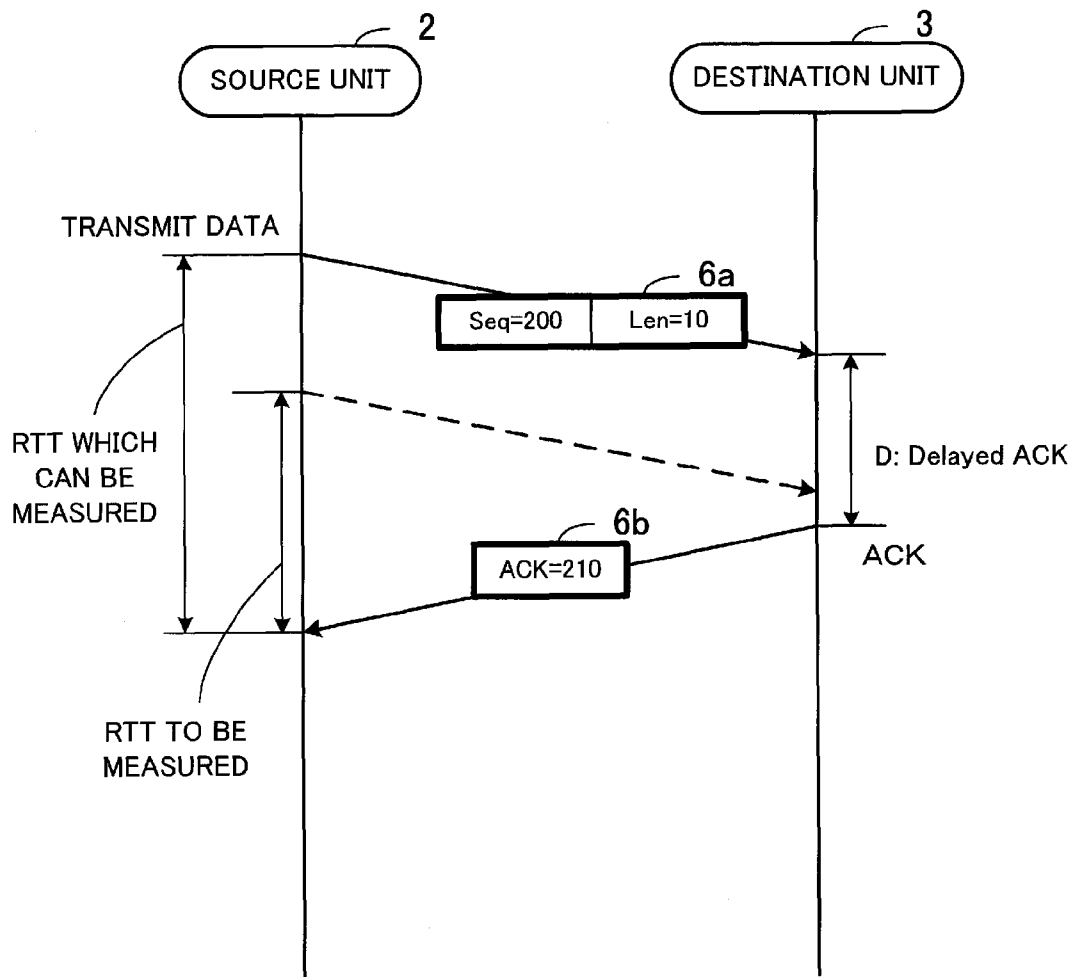 2
3
SOURCE UNIT
DESTINATION UNIT
TRANSMIT DATA
6a
Seq=200
Len=10
RTT WHICH
CAN BE
MEASURED
D: Delayed ACK
6b
ACK=210
ACK
RTT TO BE
MEASURED